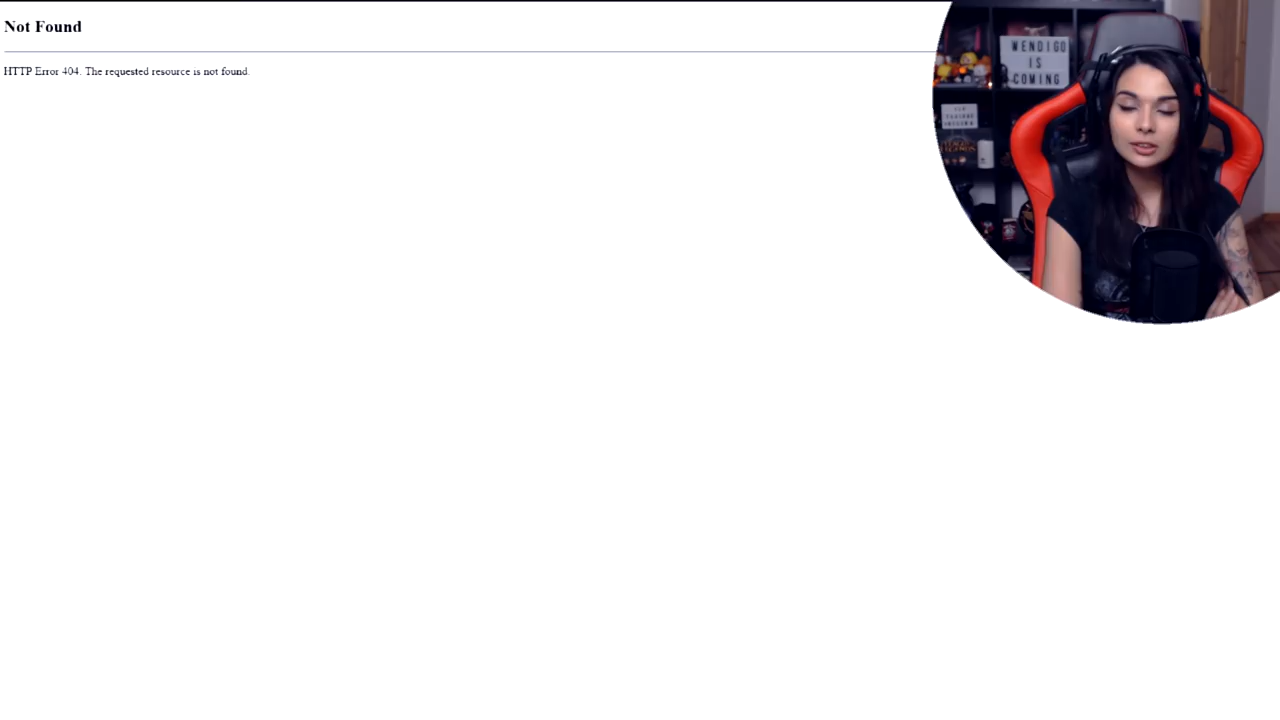 Not Found
HTTP Error 404. The requested resource is not found.
WENDIGO
IS
COMING